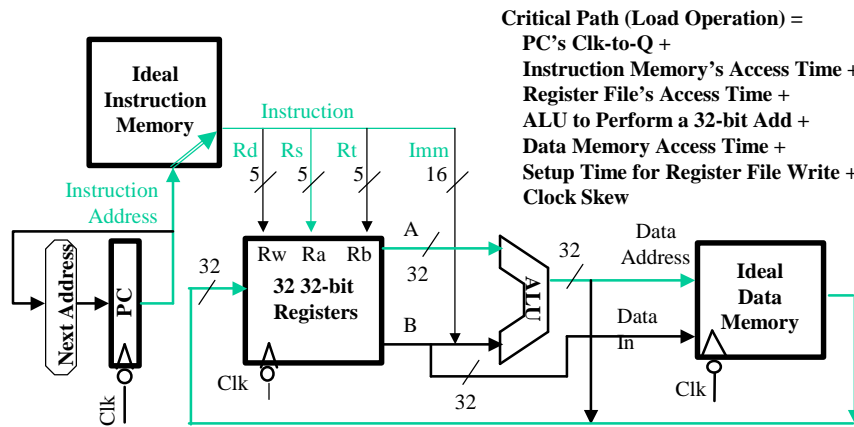 Critical Path (Load Operation) =
PC's Clk-to-Q +
Instruction Memory's Access Time +
Register File's Access Time +
ALU to Perform a 32-bit Add +
Data Memory Access Time +
Setup Time for Register File Write +
Clock Skew
Ideal
Instruction
Memory
Instruction
Rd
Rs
Rt
Imm
5
5
5
16
Instruction
Address
Rw
Ra
Rb
32 32-bit
Registers
Clk
32
A
32
B
32
ALU
32
Data
Address
Data
In
Ideal
Data
Memory
Clk
Next Address
PC
Clk